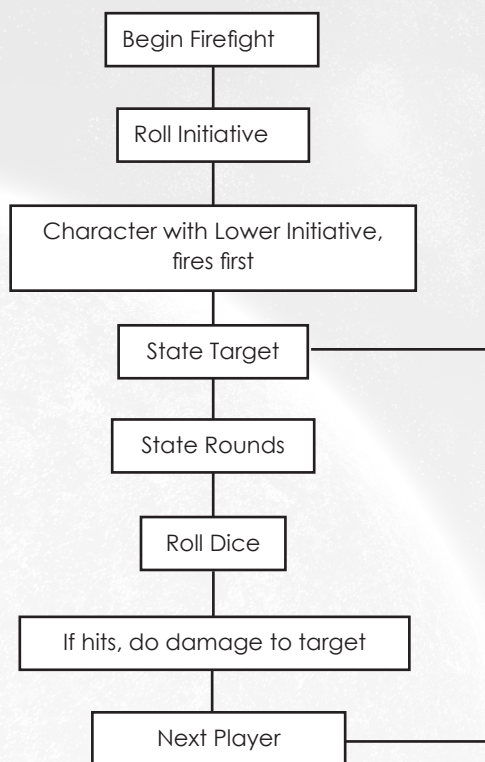 Begin Firefight
Roll Initiative
Character with Lower Initiative,
fires first
State Target
State Rounds
Roll Dice
If hits, do damage to target
Next Player